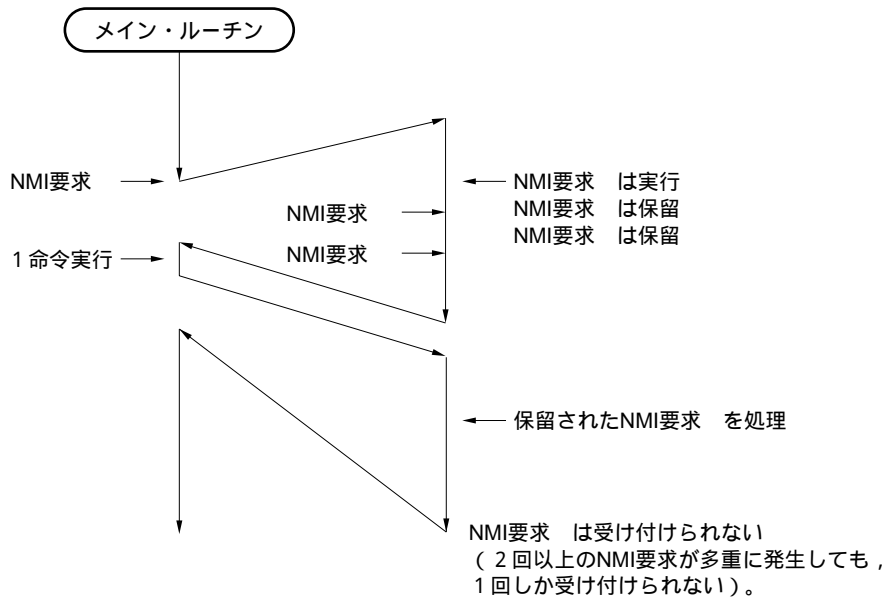 メイン・ルーチン
NMI要求
NMI要求　は実行
NMI要求
NMI要求　は保留
NMI要求
NMI要求　は保留
1命令実行
保留されたNMI要求　を処理
NMI要求　は受け付けられない
（2回以上のNMI要求が多重に発生しても，
1回しか受け付けられない）。